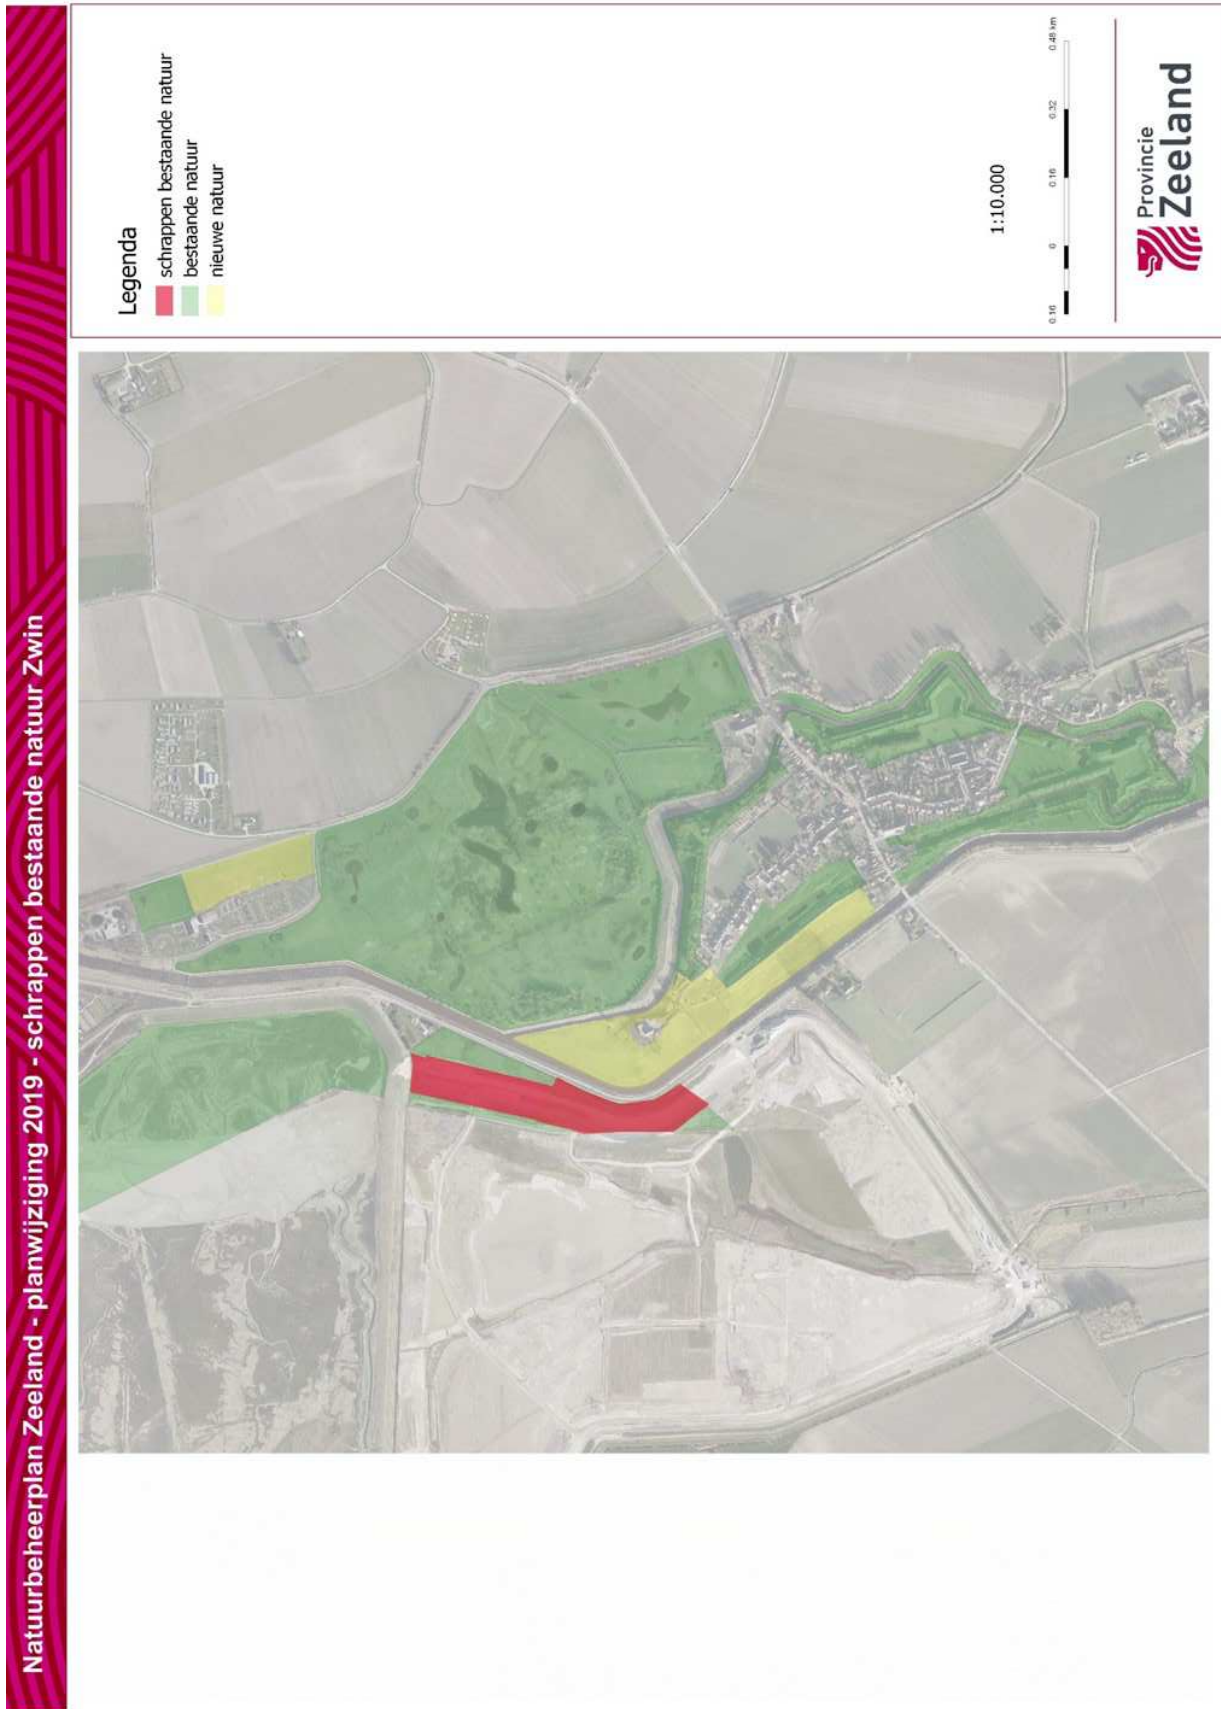 Natuurbeheerplan Zeeland - planwijziging 2019 - schrappen bestaande natuur Zwin
Legenda
schrappen bestaande natuur
bestaande natuur
nieuwe natuur
1:10.000
0.16 0 0.16 0.32 0.48 km
Provincie
Zeeland